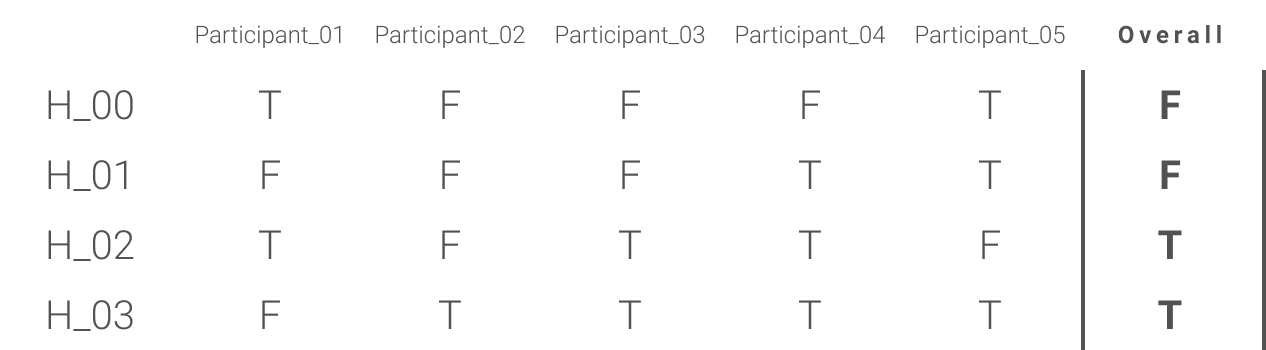 Participant_01 Participant_02 Participant_03 Participant_04 Participant_05 Overall
H_00 T F F F T F
H_01 F F F T T F
H_02 T F T T F T
H_03 F T T T T T